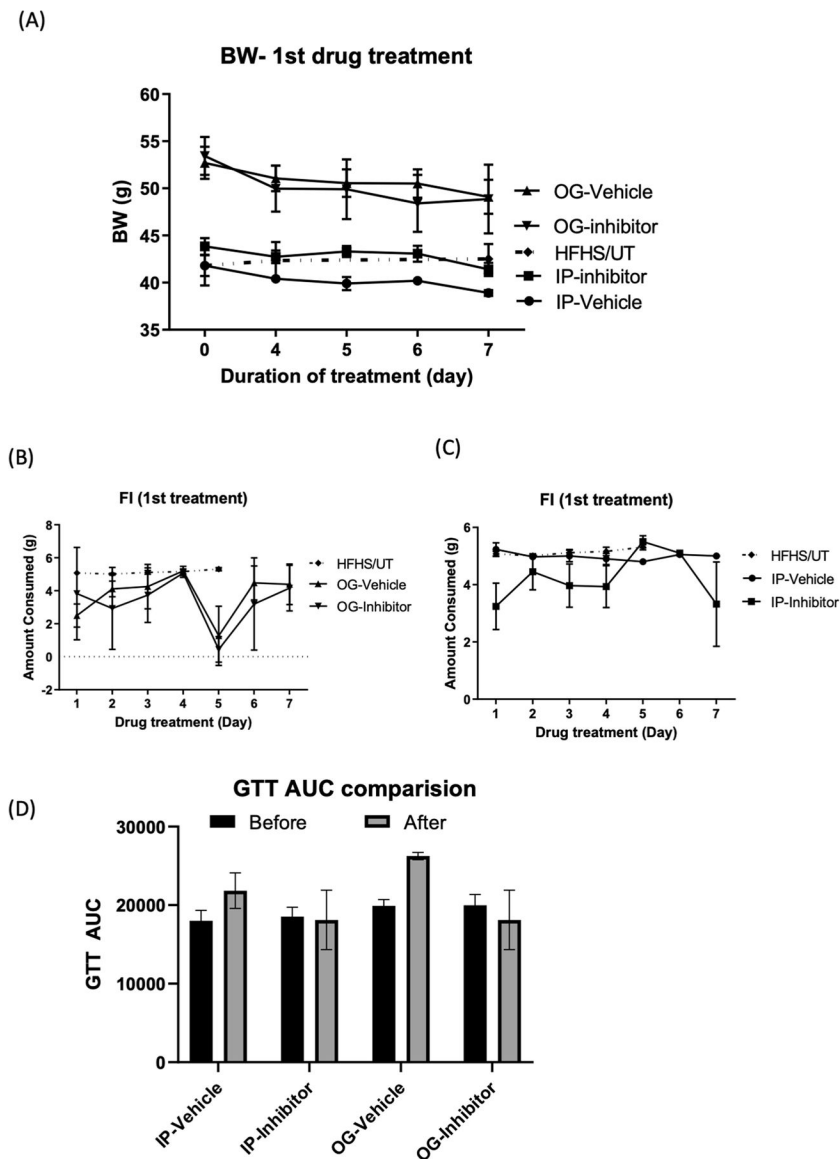 (A)
BW- 1st drug treatment
60
55
50
45
40
35
BW (g)
0 4 5 6 7
Duration of treatment (day)
OG-Vehicle
OG-inhibitor
HFHS/UT
IP-inhibitor
IP-Vehicle
(B)
FI (1st treatment)
8
6
4
2
0
-2
Amount Consumed (g)
1 2 3 4 5 6 7
Drug treatment (Day)
HFHS/UT
OG-Vehicle
OG-Inhibitor
(C)
FI (1st treatment)
6
4
2
0
Amount Consumed (g)
1 2 3 4 5 6 7
Drug treatment (Day)
HFHS/UT
IP-Vehicle
IP-Inhibitor
(D)
GTT AUC comparision
Before After
30000
20000
10000
0
GTT AUC
IP-Vehicle
IP-Inhibitor
OG-Vehicle
OG-Inhibitor